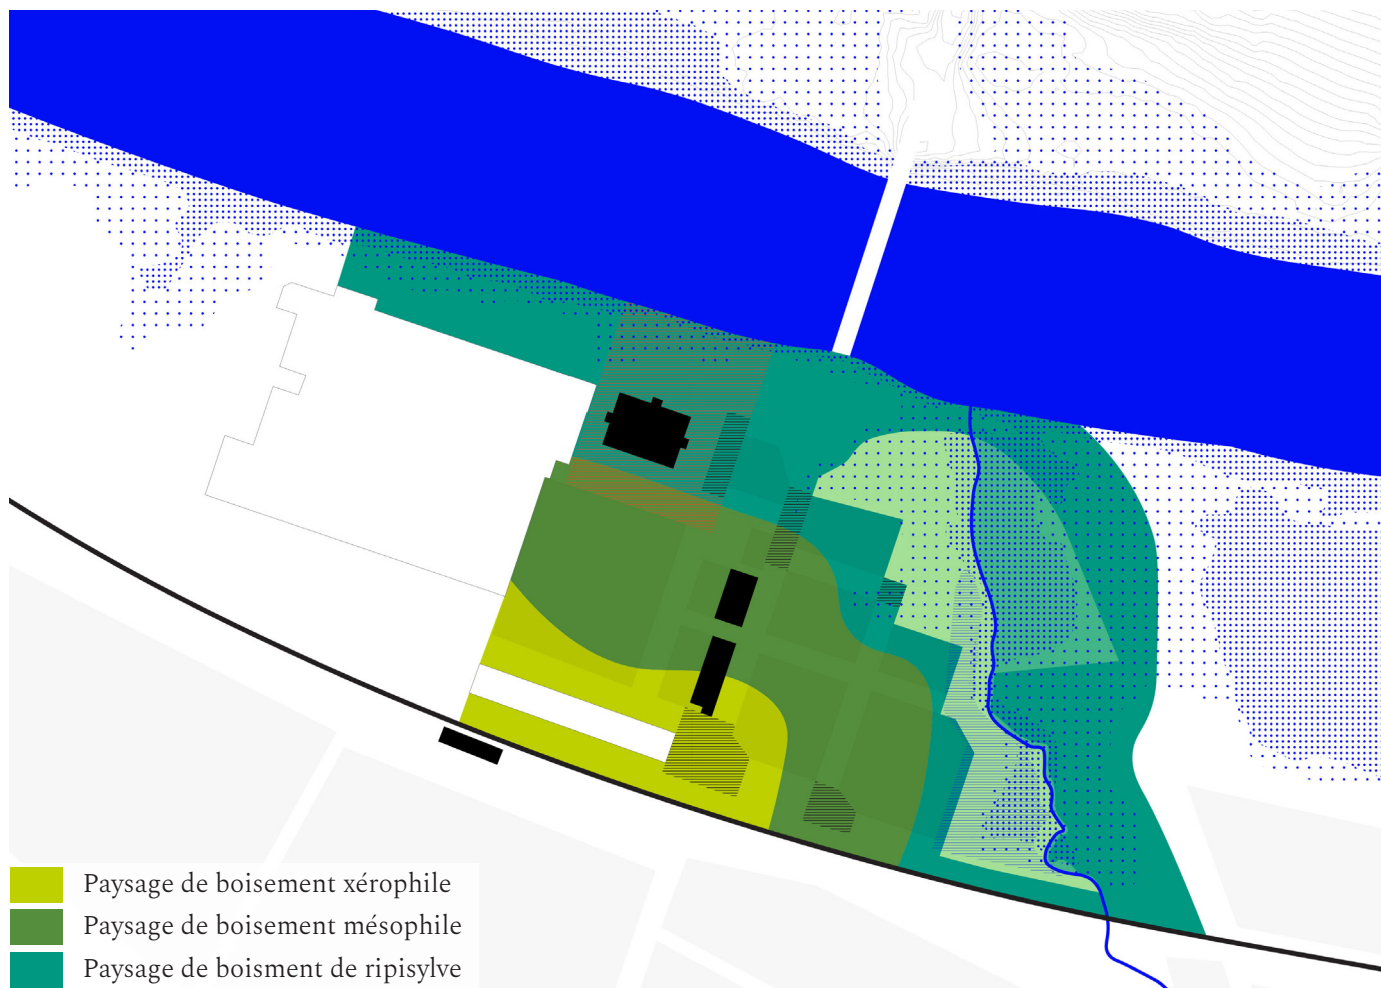 Paysage de boisement xérophile
Paysage de boisement mésophile
Paysage de boisment de ripisylve